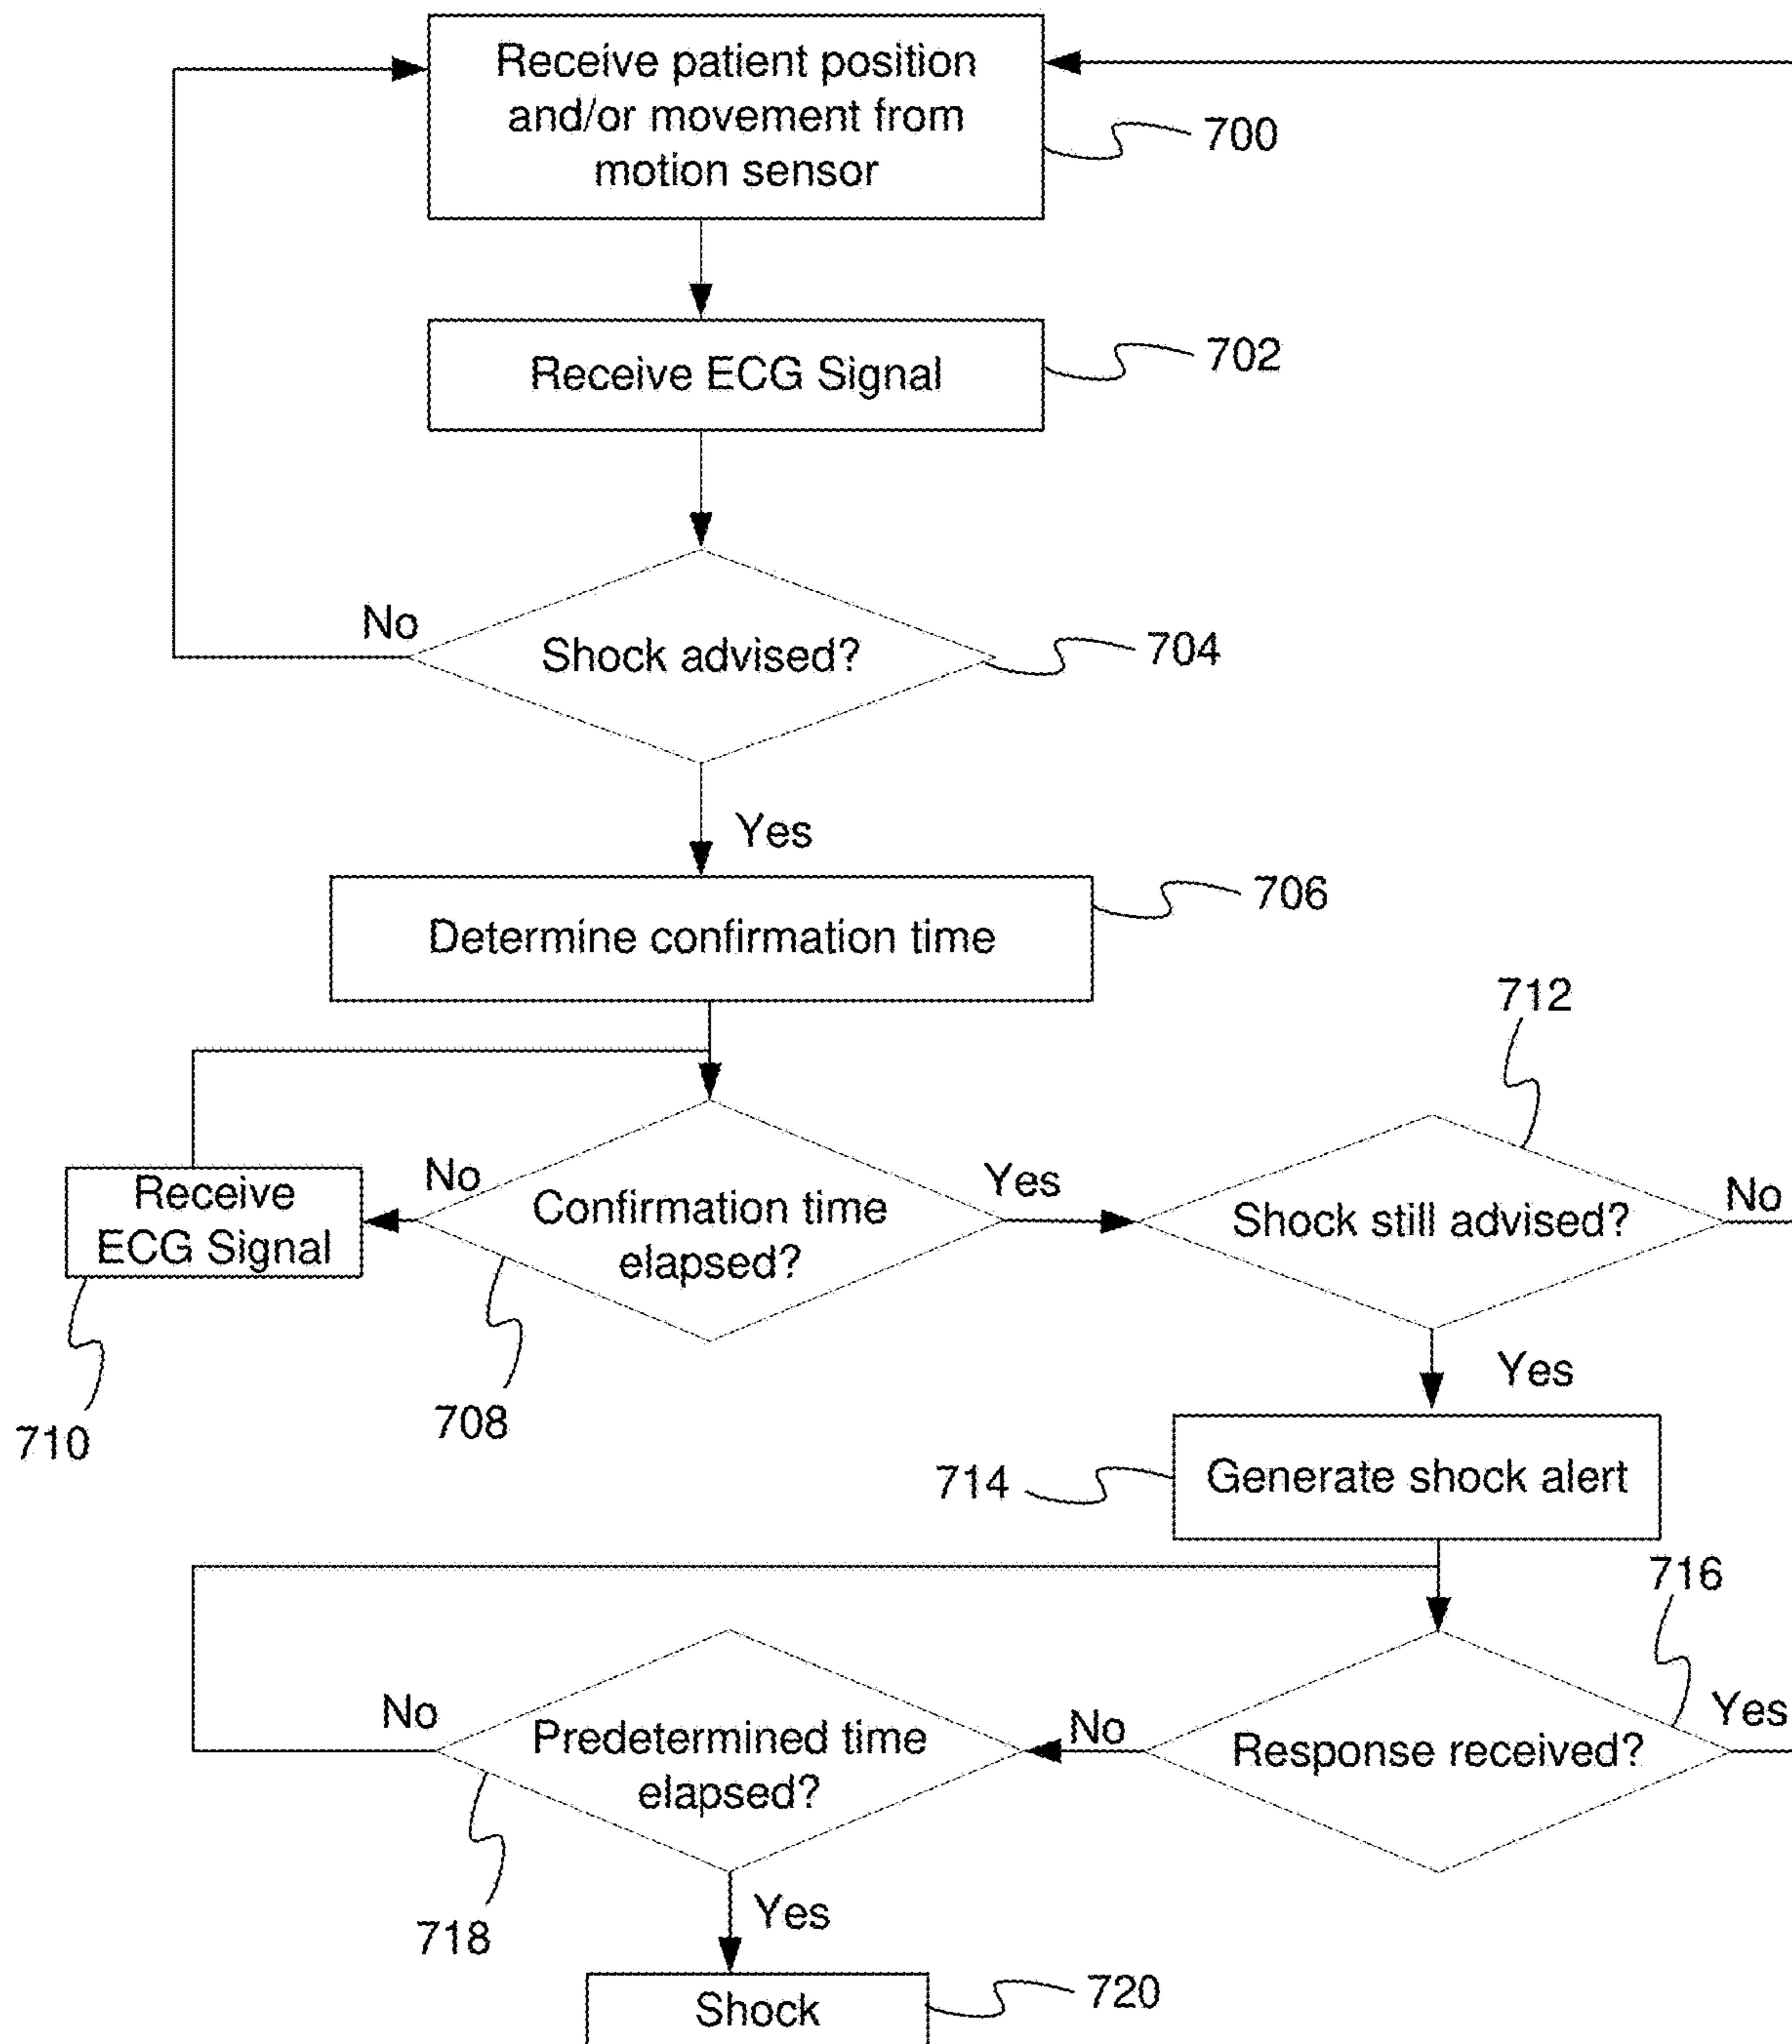 Receive patient position
and/or movement from
motion sensor
700
Receive ECG Signal
702
No
Shock advised?
704
Yes
Determine confirmation time
706
712
No
Confirmation time
elapsed?
Yes
Shock still advised?
No
Receive
ECG Signal
710
708
Yes
714
Generate shock alert
716
No
Predetermined time
elapsed?
No
Response received?
Yes
718
Yes
Shock
720